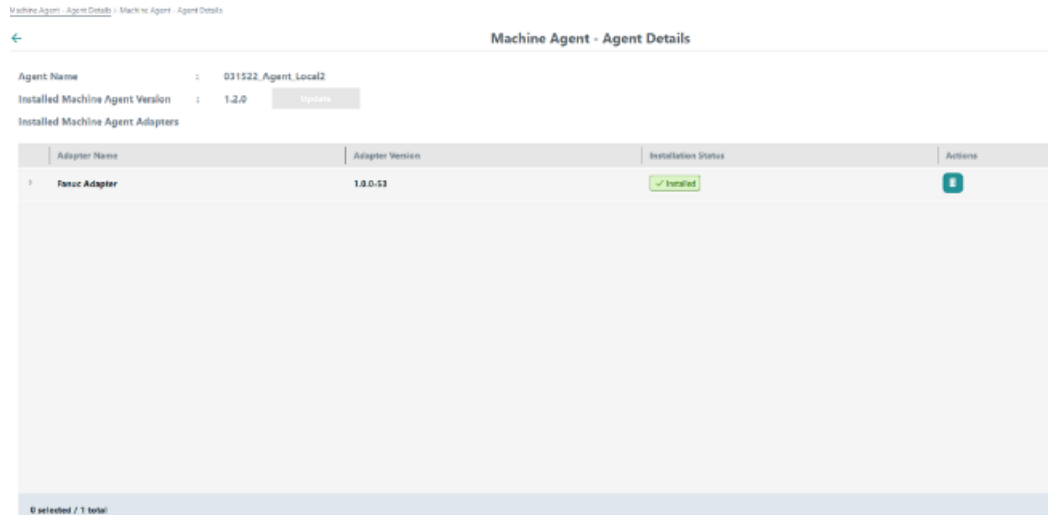 Machine Agent - Agent Details > Machine Agent - Agent Details
Machine Agent - Agent Details
Agent Name : 031522_Agent_Local2
Installed Machine Agent Version : 1.2.0 Update
Installed Machine Agent Adapters
Adapter Name Adapter Version Installation Status Actions
Fanuc Adapter 1.0.0-53 Installed
0 selected / 1 total